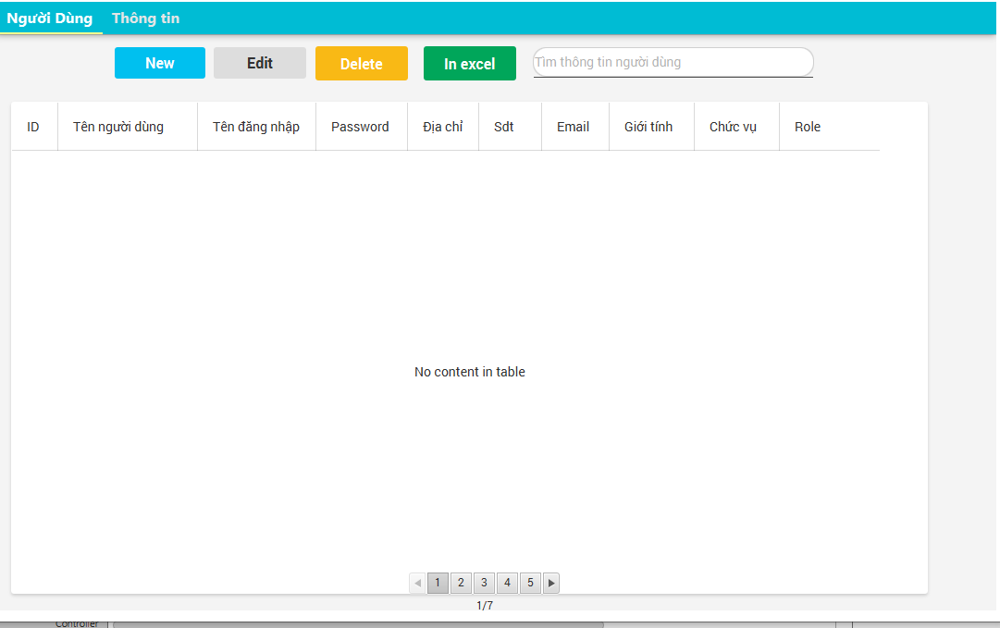 Người Dùng Thông tin
New Edit Delete In excel Tìm thông tin người dùng
ID Tên người dùng Tên đăng nhập Password Địa chỉ Sdt Email Giới tính Chức vụ Role
No content in table
1 2 3 4 5
1/7
Controller